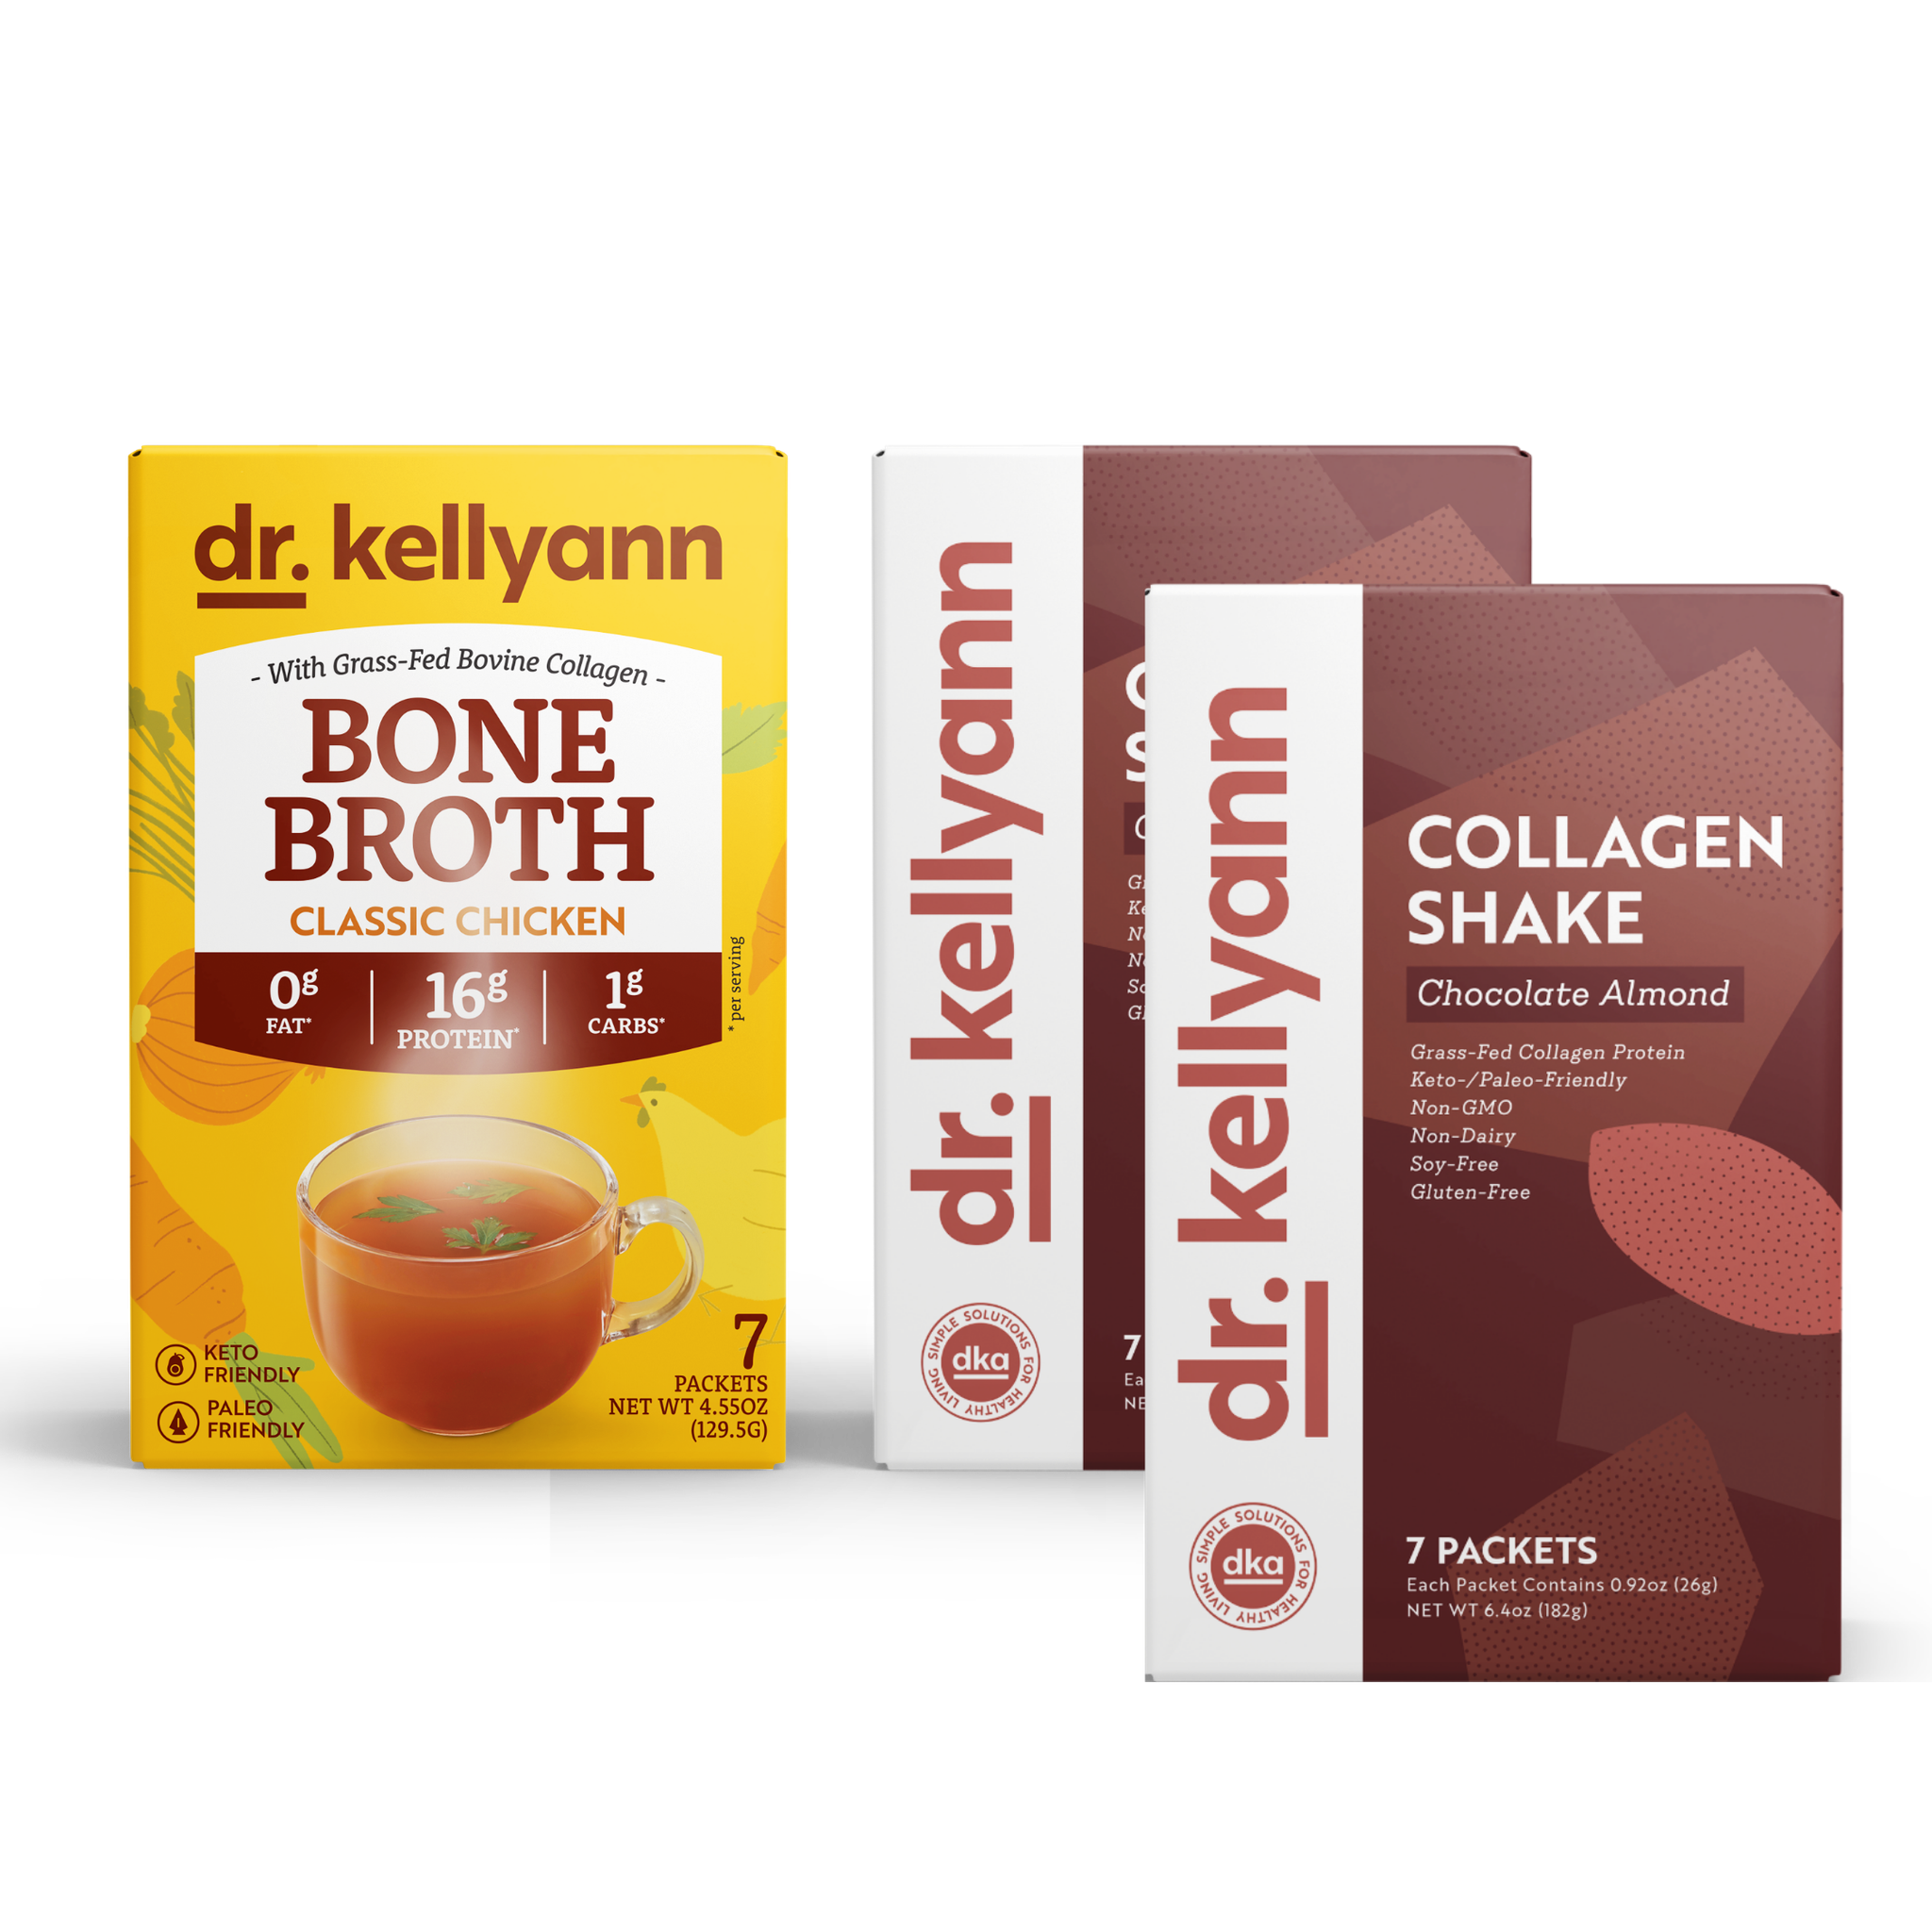 dr. kellyann
- With Grass-Fed Bovine Collagen -
BONE
BROTH
CLASSIC CHICKEN
0g
FAT*
16g
PROTEIN*
1g
CARBS*
* per serving
KETO
FRIENDLY
PALEO
FRIENDLY
7
PACKETS
NET WT 4.55OZ
(129.5G)
dr. kellyann
SIMPLE SOLUTIONS FOR HEALTHY LIVING
dka
7
dr. kellyann
SIMPLE SOLUTIONS FOR HEALTHY LIVING
dka
COLLAGEN
SHAKE
Chocolate Almond
Grass-Fed Collagen Protein
Keto-/Paleo-Friendly
Non-GMO
Non-Dairy
Soy-Free
Gluten-Free
7 PACKETS
Each Packet Contains 0.92oz (26g)
NET WT 6.4oz (182g)